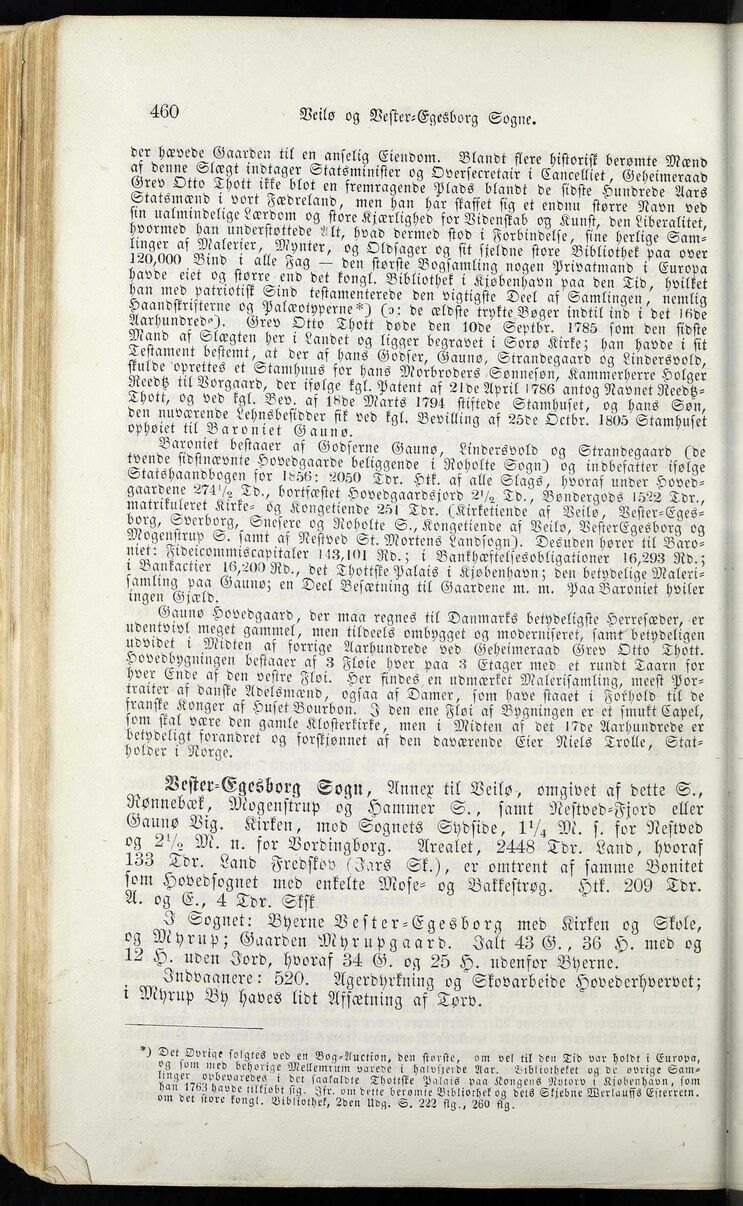 460
Veilø og Vester-Egesborg Sogne.
der hævede Gaarden til en anselig Eiendom. Blandt flere historisk berømte Mænd
af denne Slægt indtager Statsminister og Oversecretair i Cancelliet, Geheimeraad
Grev Otto Thott ikke blot en fremragende Plads blandt de sidste Hundrede Aars
Statsmænd i vort Fædreland, men han har skaffet sig et endnu større Navn ved
sin ualmindelige Lærdom og store Kjærlighed for Videnskab og Kunst, den Liberalitet,
hvormed han understøttede Alt, hvad dermed stod i Forbindelse, sine herlige Sam-
linger af Malerier, Mynter, og Oldsager og sit sjeldne store Bibliothek paa over
120,000 Bind i alle Fag — den største Bogsamling nogen Privatmand i Europa
havde eiet og større end det kongl. Bibliothek i Kjøbenhavn paa den Tid, hvilket
han med patriotisk Sind testamenterede den vigtigste Deel af Samlingen, nemlig
Haandskrifterne og Palæotyperne*) (ɔ: de ældste trykte Bøger indtil ind i det 16de
Aarhundrede). Grev Otto Thott døde den 10de Septbr. 1785 som den sidste
Mand af Slægten her i Landet og ligger begravet i Sorø Kirke; han havde i sit
Testament bestemt, at der af hans Godser, Gaunø, Strandegaard og Lindersvold,
skulde oprettes et Stamhuus for hans Morbroders Sønnesøn, Kammerherre Holger
Reedtz til Vorgaard, der ifølge kgl. Patent af 21de April 1786 antog Navnet Reedtz-
Thott, og ved kgl. Bev. af 18de Marts 1794 stiftede Stamhuset, og hans Søn,
den nuværende Lehnsbesidder fik ved kgl. Bevilling af 25de Octbr. 1805 Stamhuset
ophøiet til Baroniet Gaunø.
Baroniet bestaaer af Godserne Gaunø, Lindersvold og Strandegaard (de
tvende sidstnævnte Hovedgaarde beliggende i Roholte Sogn) og indbefatter ifølge
Statshaandbogen for 1856: 2050 Tdr. Htk. af alle Slags, hvoraf under Hoved-
gaardene 274 1/2 Td., bortfæstet Hovedgaardsjord 2 1/2 Td., Bøndergods 1522 Tdr.,
matrikuleret Kirke- og Kongetiende 251 Tdr. (Kirketiende af Veilø, Vester-Eges-
borg, Sverborg, Snesere og Roholte S., Kongetiende af Veilø, VesterEgesborg og
Mogenstrup S. samt af Nestved St. Mortens Landsogn). Desuden hører til Baro-
niet: Fideicommiscapitaler 143,101 Rd.; i Bankhæftelsesobligationer 16,293 Rd.;
i Bankactier 16,200 Rd., det Thottske Palais i Kjøbenhavn; den betydelige Maleri-
samling paa Gaunø; en Deel Besætning til Gaardene m. m. Paa Baroniet hviler
ingen Gjæld.
Gaunø Hovedgaard, der maa regnes til Danmarks betydeligste Herresæder, er
udentvivl meget gammel, men tildeels ombygget og moderniseret, samt betydeligen
udvidet i Midten af forrige Aarhundrede ved Geheimeraad Grev Otto Thott.
Hovedbygningen bestaaer af 3 Fløie hver paa 3 Etager med et rundt Taarn for
hver Ende af den vestre Fløi. Her findes en udmærket Malerisamling, meest Por-
traiter af danske Adelsmænd, ogsaa af Damer, som have staaet i Forhold til de
franske Konger af Huset Bourbon. I den ene Fløi af Bygningen er et smukt Capel,
som skal være den gamle Klosterkirke, men i Midten af det 17de Aarhundrede er
betydeligt forandret og forskjønnet af den daværende Eier Niels Trolle, Stat-
holder i Norge.
Vester-Egesborg Sogn, Annex til Veilø, omgivet af dette S.,
Rønnebæk, Mogenstrup og Hammer S., samt Nestved-Fjord eller
Gaunø Vig. Kirken, mod Sognets Sydside, 1 1/4 M. s. for Nestved
og 2 1/2 M. n. for Vordingborg. Arealet, 2448 Tdr. Land, hvoraf
133 Tdr. Land Fredskov (Jars Sk.), er omtrent af samme Bonitet
som Hovedsognet med enkelte Mose- og Bakkestrøg. Htk. 209 Tdr.
A. og E., 4 Tdr. Skfk.
I Sognet: Byerne Vester-Egesborg med Kirken og Skole,
og Myrup; Gaarden Myrupgaard. Ialt 43 G., 36 H. med og
12 H. uden Jord, hvoraf 34 G. og 25 H. udenfor Byerne.
Indvaanere: 520. Agerdyrkning og Skovarbeide Hovederhvervet;
i Myrup By haves lidt Affætning af Tørv.
*) Det Øvrige solgtes ved en Bog-Auction, den største, om vel til den Tid var holdt i Europa,
og som med behørige Mellemrum varede i halvfjerde Aar. Bibliotheket og de øvrige Sam-
linger opbevaredes i det saakaldte Thottske Palais paa Kongens Nytorv i Kjøbenhavn, som
han 1763 havde tilkjøbt sig. Jfr. om dette berømte Bibliothek og dets Skjebne Werlauffs Efterretn.
om det store kongl. Bibliothek, 2den Udg. S. 222 flg., 260 flg.